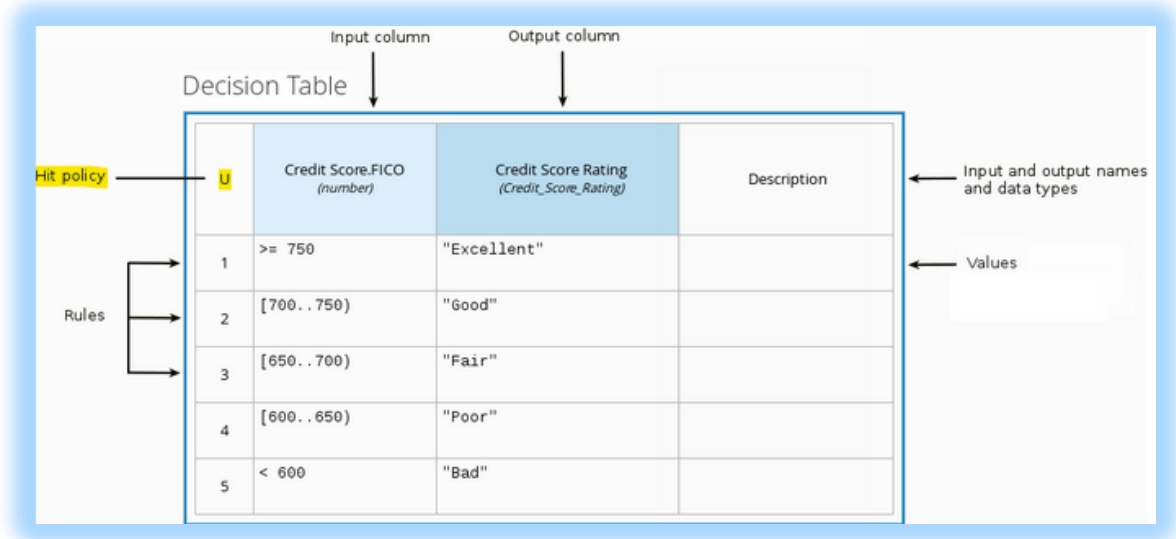 Input column
Output column
Decision Table
Hit policy
U
Credit Score.FICO
(number)
Credit Score Rating
(Credit_Score_Rating)
Description
Input and output names
and data types
1
>= 750
"Excellent"
Values
Rules
2
[700..750)
"Good"
3
[650..700)
"Fair"
4
[600..650)
"Poor"
5
< 600
"Bad"